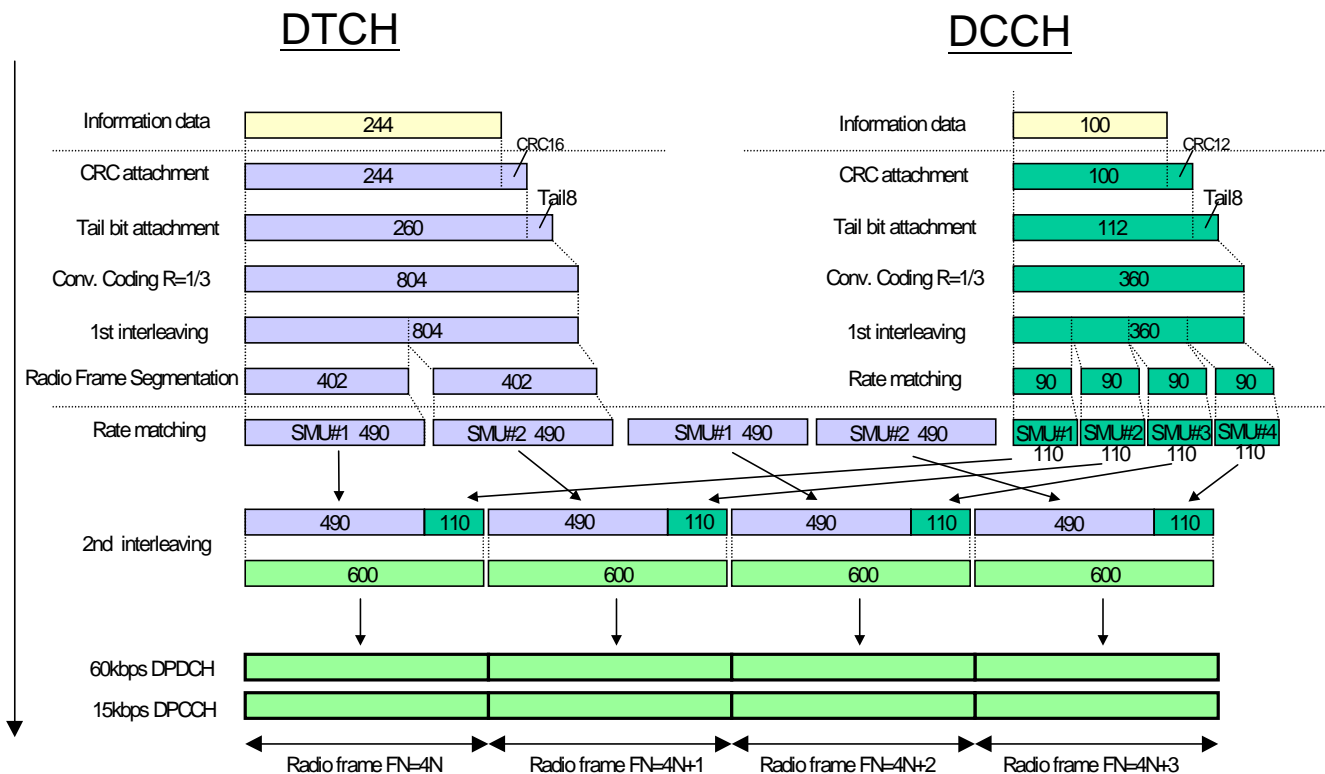 DTCH
DCCH
Information data
244
Information data
100
CRC16
CRC12
CRC attachment
244
CRC attachment
100
Tail8
Tail8
Tail bit attachment
260
Tail bit attachment
112
Conv. Coding R=1/3
804
Conv. Coding R=1/3
360
1st interleaving
804
1st interleaving
360
Radio Frame Segmentation
402
402
Rate matching
90
90
90
90
Rate matching
SMU#1 490
SMU#2 490
SMU#1 490
SMU#2 490
SMU#1
SMU#2
SMU#3
SMU#4
110
110
110
110
490
110
490
110
490
110
490
110
2nd interleaving
600
600
600
600
60kbps DPDCH
15kbps DPCCH
Radio frame FN=4N
Radio frame FN=4N+1
Radio frame FN=4N+2
Radio frame FN=4N+3